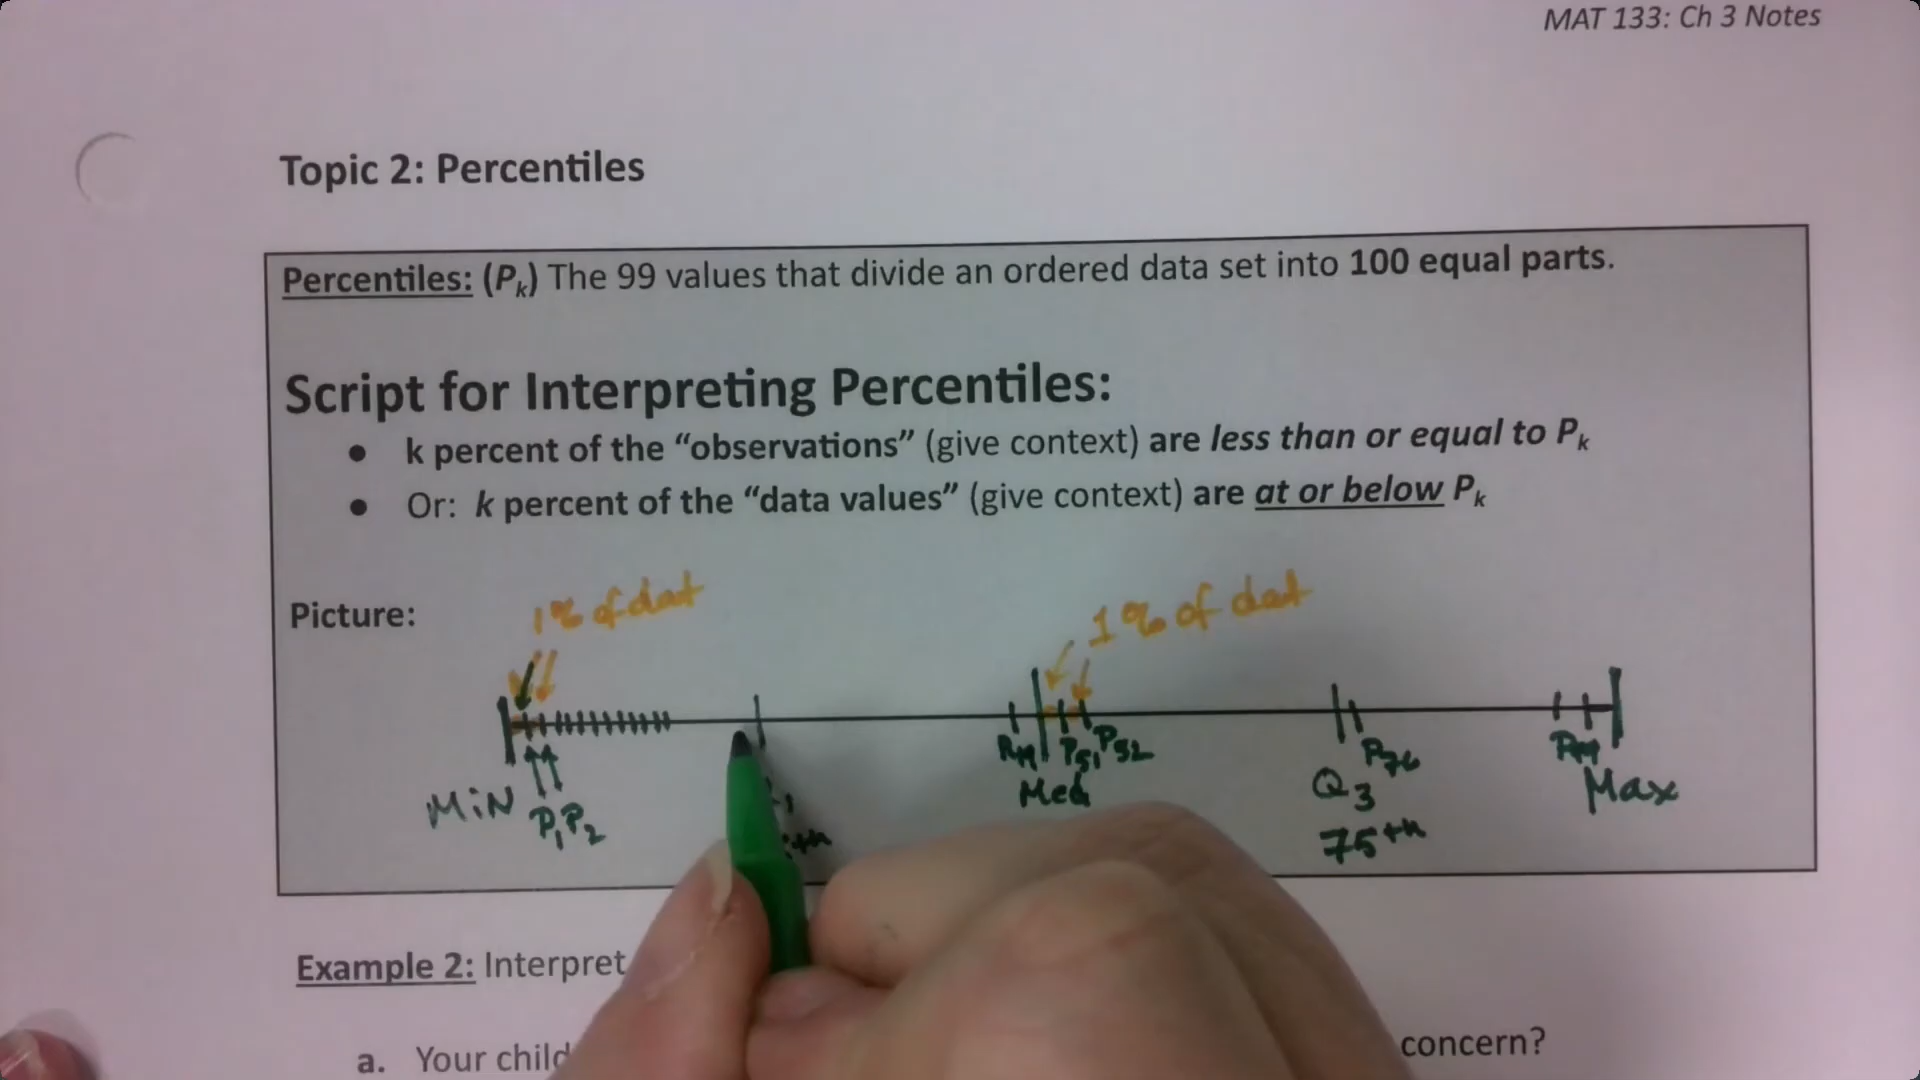 MAT 133: Ch 3 Notes
Topic 2: Percentiles
Percentiles: (Pk) The 99 values that divide an ordered data set into 100 equal parts.
Script for Interpreting Percentiles:
• k percent of the “observations” (give context) are less than or equal to Pk
• Or: k percent of the “data values” (give context) are at or below Pk
Picture:
1% of dat
1% of dat
P51 P52
P76
MiN
P1 P2
Med
Q3
Max
75th
Example 2: Interpret
a. Your child
concern?